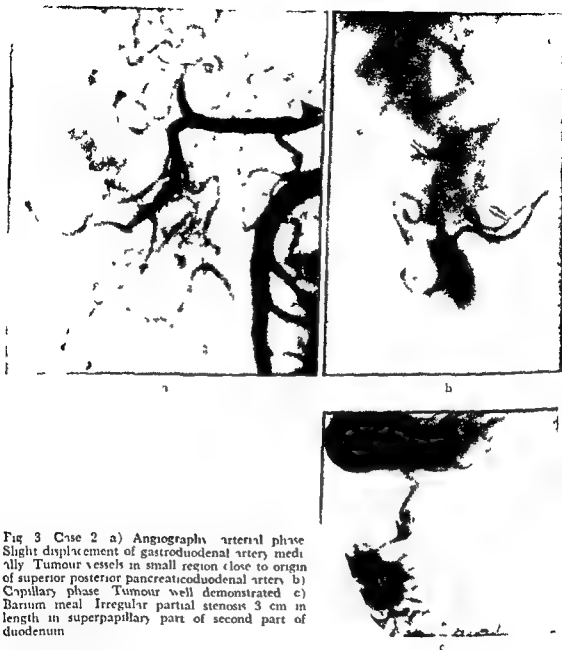 a
b
Fig 3 Case 2 a) Angiography arterial phase
Slight displacement of gastroduodenal artery medi
ally Tumour vessels in small region close to origin
of superior posterior pancreaticoduodenal artery b)
Capillary phase Tumour well demonstrated c)
Barium meal Irregular partial stenosis 3 cm in
length in superpapillary part of second part of
duodenum
c